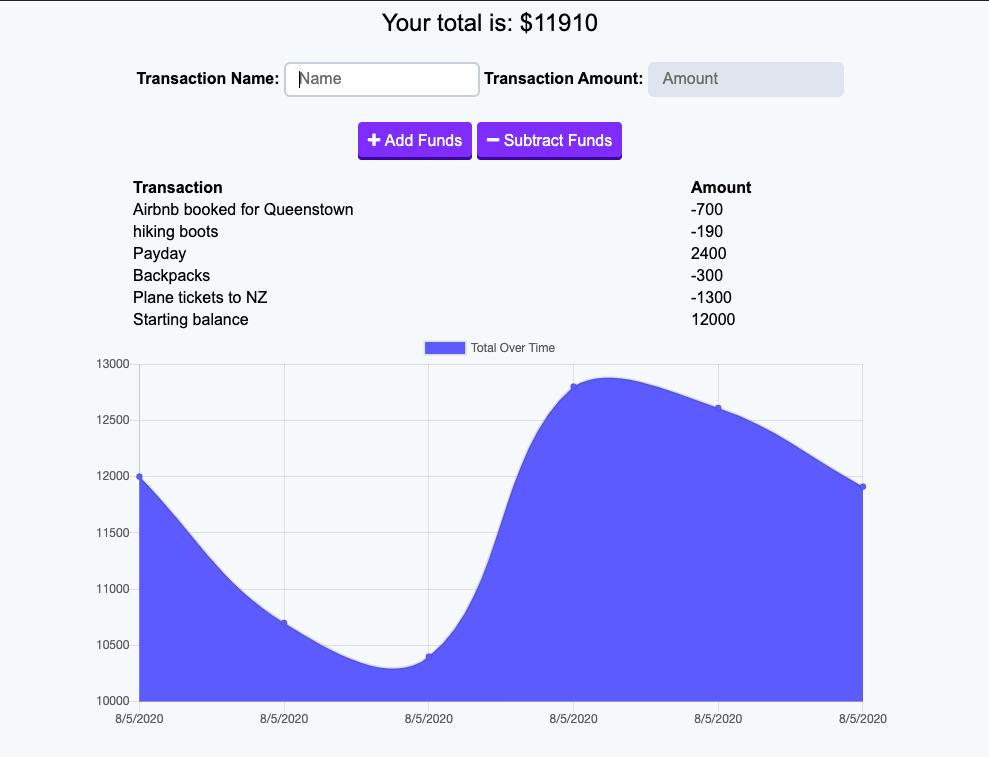 Your total is: $11910
Transaction Name: Name Transaction Amount: Amount
+ Add Funds − Subtract Funds
Transaction Amount
Airbnb booked for Queenstown -700
hiking boots -190
Payday 2400
Backpacks -300
Plane tickets to NZ -1300
Starting balance 12000
Total Over Time
13000
12500
12000
11500
11000
10500
10000
8/5/2020 8/5/2020 8/5/2020 8/5/2020 8/5/2020 8/5/2020